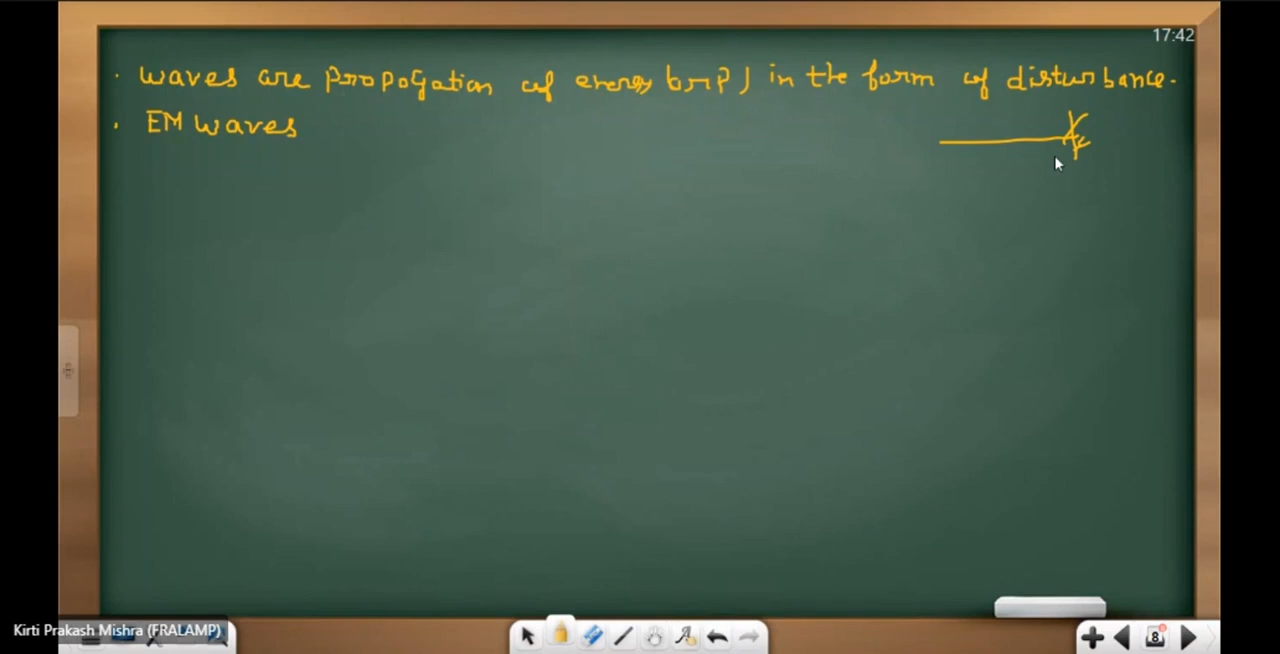 17:42
. waves are Propogation of energy (or P) in the form of disturbance.
. EM waves
Kirti Prakash Mishra (FRALAMP)
8